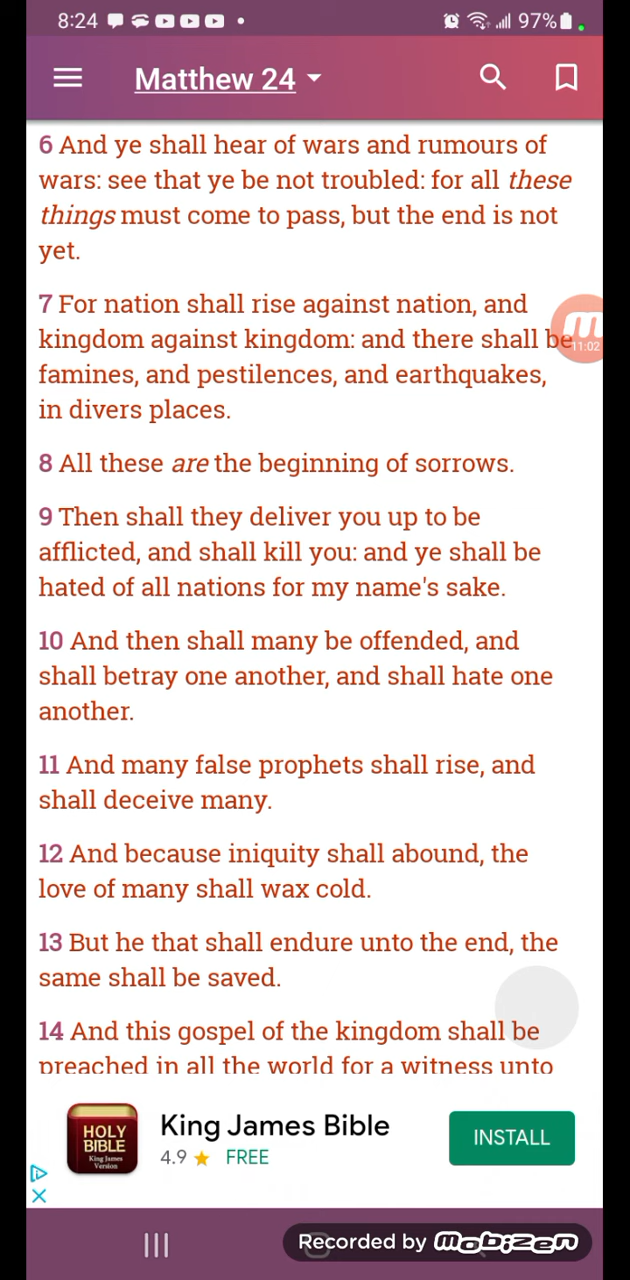 8:24 97%
Matthew 24
6 And ye shall hear of wars and rumours of
wars: see that ye be not troubled: for all these
things must come to pass, but the end is not
yet.
7 For nation shall rise against nation, and
kingdom against kingdom: and there shall be
11:02
famines, and pestilences, and earthquakes,
in divers places.
8 All these are the beginning of sorrows.
9 Then shall they deliver you up to be
afflicted, and shall kill you: and ye shall be
hated of all nations for my name's sake.
10 And then shall many be offended, and
shall betray one another, and shall hate one
another.
11 And many false prophets shall rise, and
shall deceive many.
12 And because iniquity shall abound, the
love of many shall wax cold.
13 But he that shall endure unto the end, the
same shall be saved.
14 And this gospel of the kingdom shall be
preached in all the world for a witness unto
HOLY
BIBLE
King James
Version
King James Bible
4.9 FREE
INSTALL
Recorded by mobizen